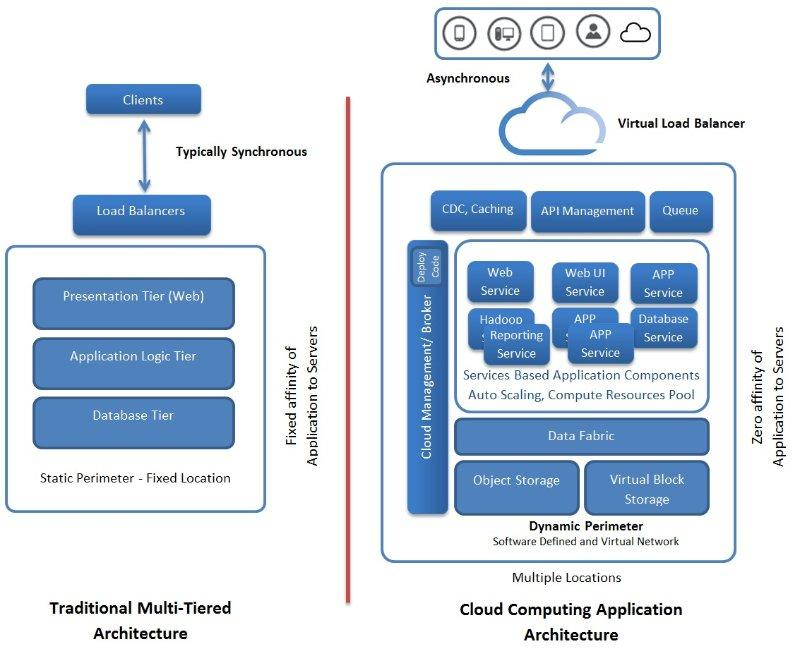 Clients
Typically Synchronous
Load Balancers
Presentation Tier (Web)
Application Logic Tier
Database Tier
Static Perimeter - Fixed Location
Fixed affinity of
Application to Servers
Traditional Multi-Tiered
Architecture
Asynchronous
Virtual Load Balancer
CDC, Caching
API Management
Queue
Deploy
Code
Cloud Management/ Broker
Web
Service
Web UI
Service
APP
Service
Hadoop
Reporting
Service
APP
APP
Service
Database
Service
Services Based Application Components
Auto Scaling, Compute Resources Pool
Data Fabric
Object Storage
Virtual Block
Storage
Dynamic Perimeter
Software Defined and Virtual Network
Multiple Locations
Zero affinity of
Application to Servers
Cloud Computing Application
Architecture